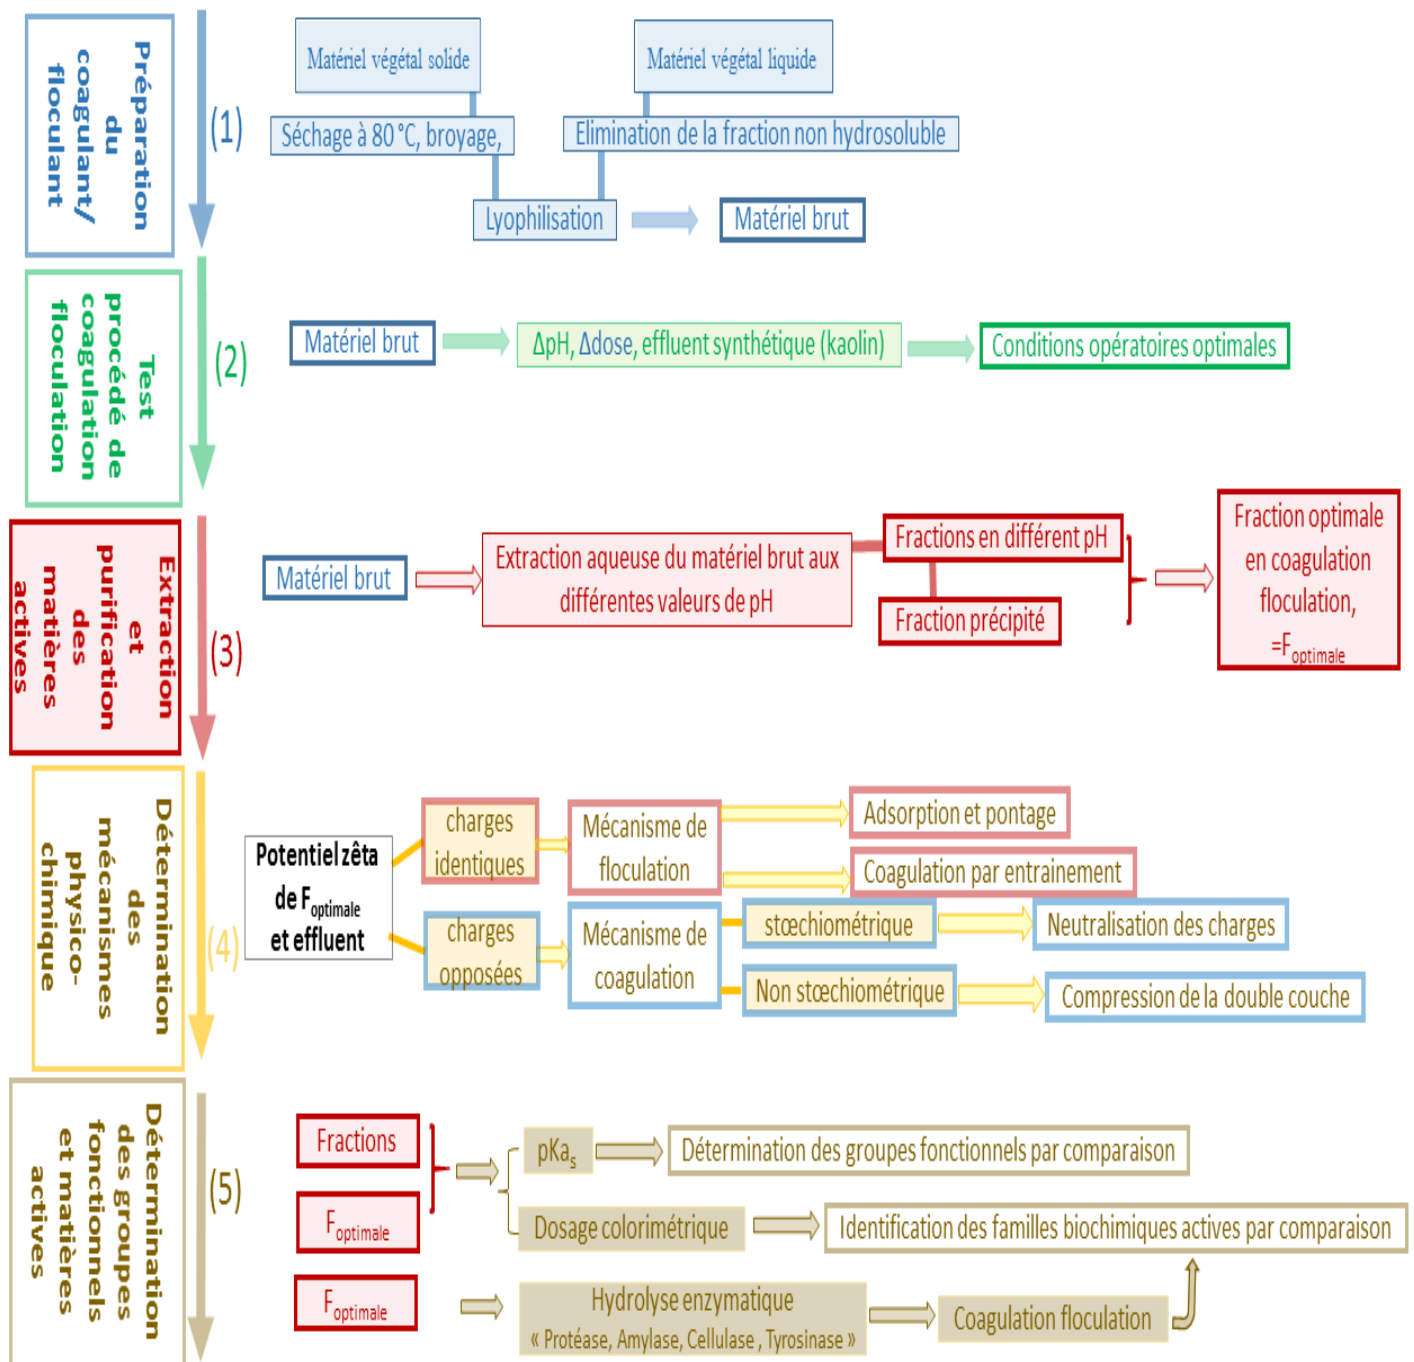 Préparation
du
coagulant/
floculant
(1)
Matériel végétal solide
Matériel végétal liquide
Séchage à 80 °C, broyage,
Elimination de la fraction non hydrosoluble
Lyophilisation
Matériel brut
Test
procédé de
coagulation
floculation
(2)
Matériel brut
ΔpH, Δdose, effluent synthétique (kaolin)
Conditions opératoires optimales
Extraction
et
purification
des
matières
actives
(3)
Matériel brut
Extraction aqueuse du matériel brut aux
différentes valeurs de pH
Fractions en différent pH
Fraction précipité
Fraction optimale
en coagulation
floculation,
=Foptimale
Détermination
des
mécanismes
physico-
chimique
(4)
Potentiel zêta
de Foptimale
et effluent
charges
identiques
Mécanisme de
floculation
Adsorption et pontage
Coagulation par entrainement
charges
opposées
Mécanisme de
coagulation
stœchiométrique
Neutralisation des charges
Non stœchiométrique
Compression de la double couche
Détermination
des groupes
fonctionnels
et matières
actives
(5)
Fractions
Foptimale
pKas
Détermination des groupes fonctionnels par comparaison
Dosage colorimétrique
Identification des familles biochimiques actives par comparaison
Foptimale
Hydrolyse enzymatique
« Protéase, Amylase, Cellulase , Tyrosinase »
Coagulation floculation